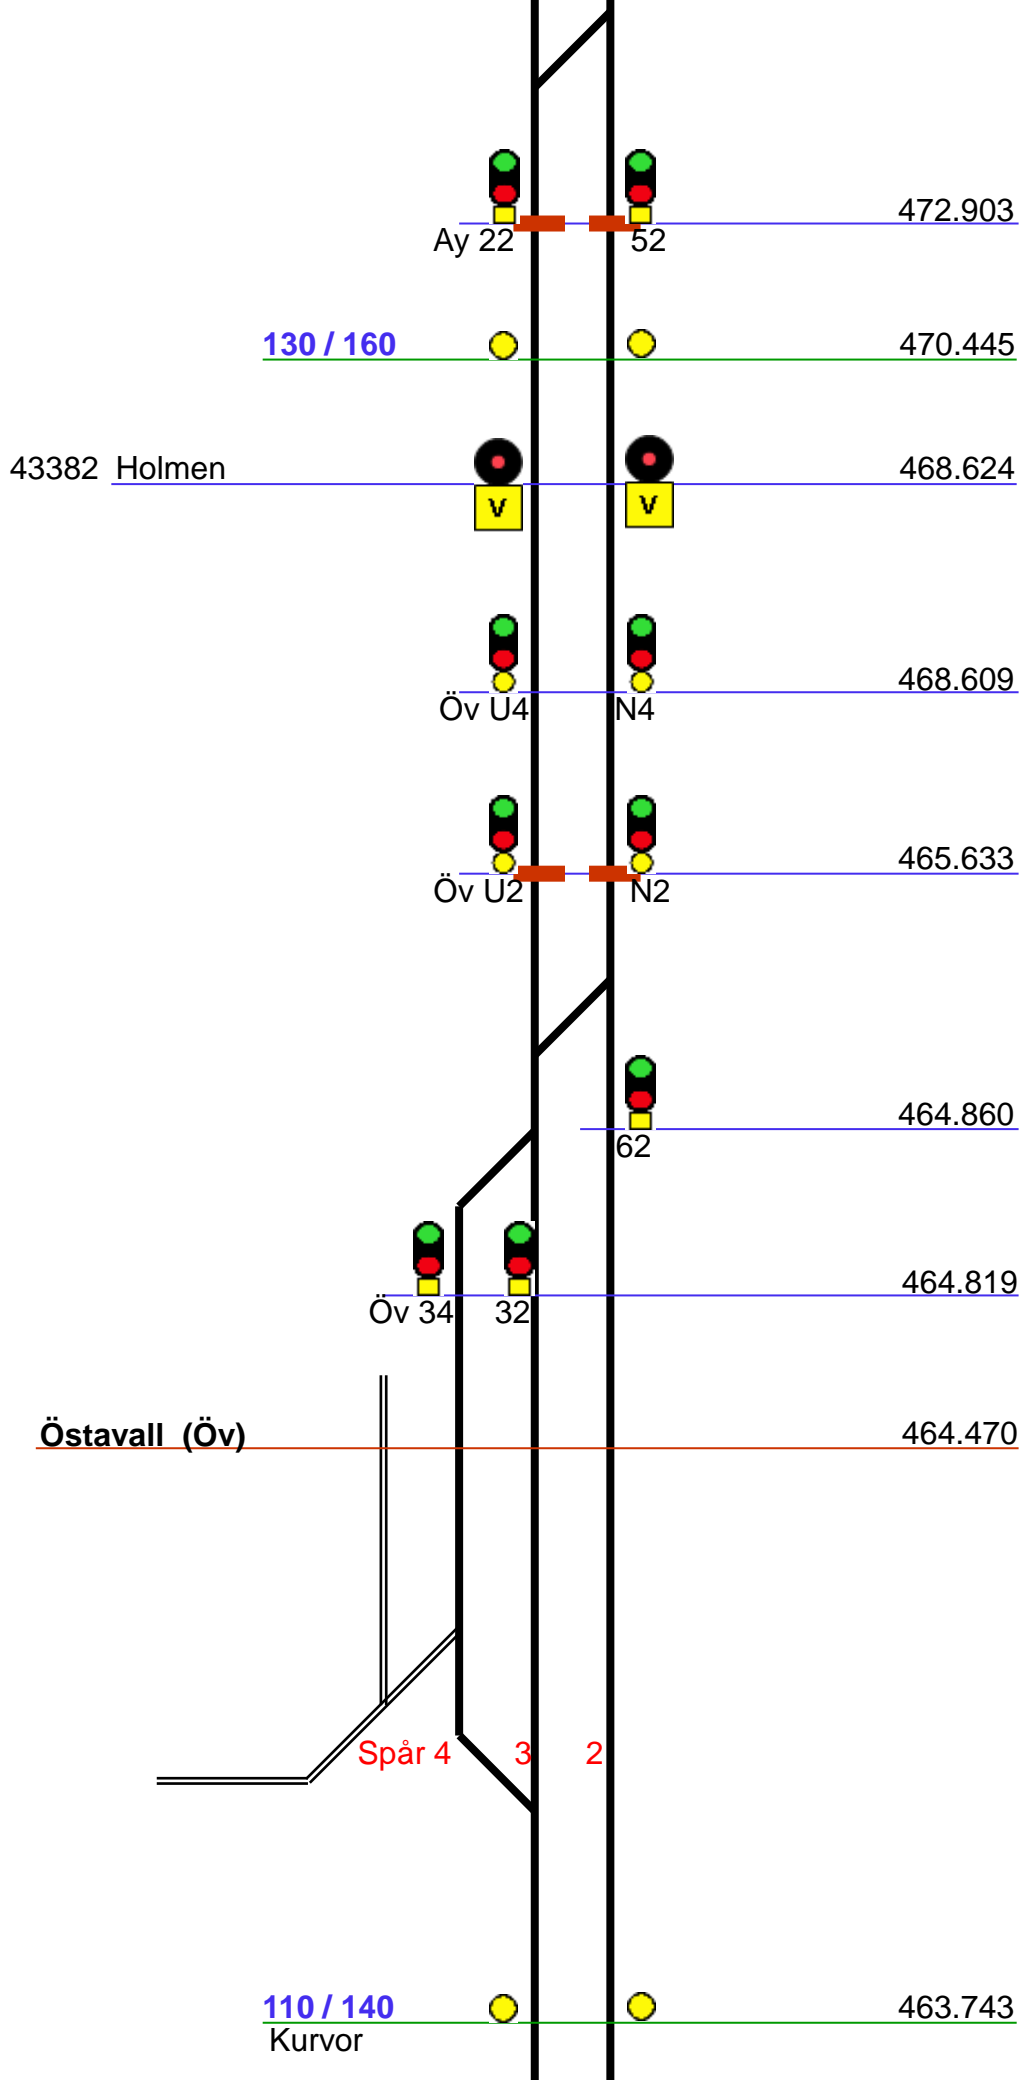 472.903
Ay 22 52
130 / 160 470.445
43382 Holmen 468.624
V V
468.609
Öv U4 N4
465.633
Öv U2 N2
464.860
62
464.819
Öv 34 32
Östavall (Öv) 464.470
Spår 4 3 2
110 / 140 463.743
Kurvor